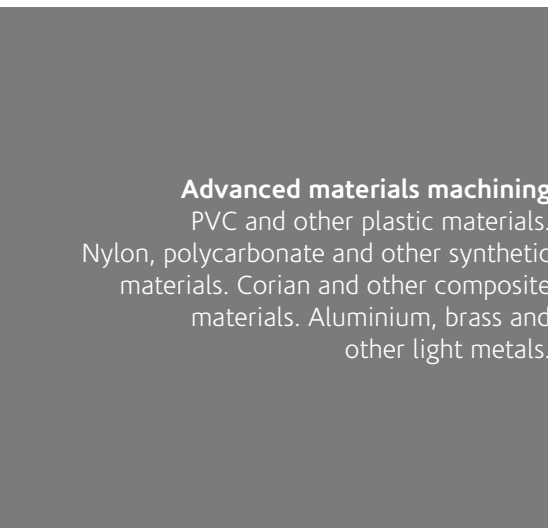 Advanced materials machining
PVC and other plastic materials.
Nylon, polycarbonate and other synthetic
materials. Corian and other composite
materials. Aluminium, brass and
other light metals.